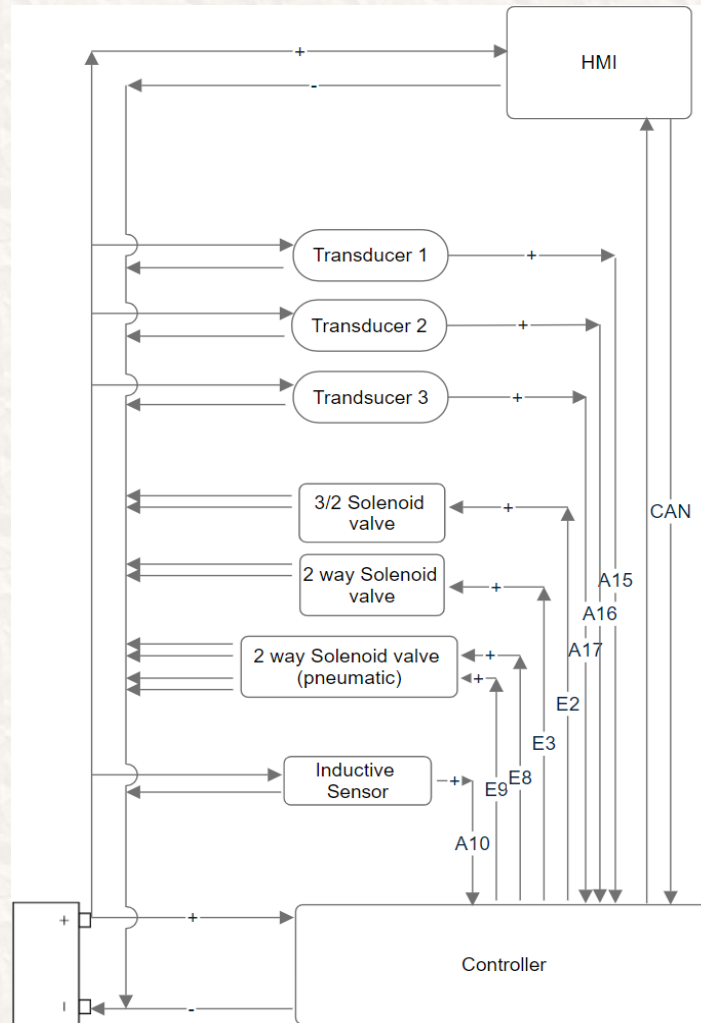 +
HMI
-
Transducer 1
+
Transducer 2
+
Trandsucer 3
+
3/2 Solenoid
valve
+
CAN
2 way Solenoid
valve
+
A15
A16
A17
2 way Solenoid valve
(pneumatic)
+
+
E2
E3
Inductive
Sensor
+
E9
E8
A10
+
+
Controller
-
I